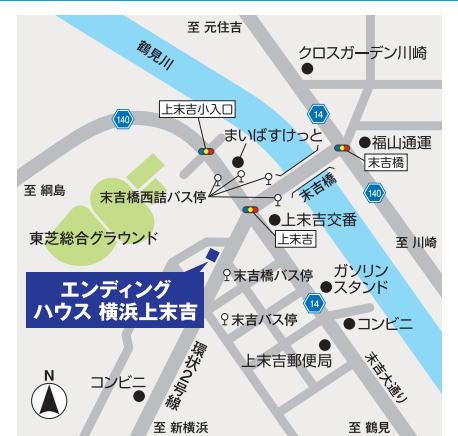 至 元住吉
鶴見川
クロスガーデン川崎
140
上末吉小入口
14
まいばすけっと
福山通運
末吉橋
末吉橋
至 綱島
末吉橋西詰バス停
140
東芝総合グラウンド
上末吉交番
上末吉
至 川崎
エンディング
ハウス 横浜上末吉
末吉橋バス停
ガソリン
スタンド
14
末吉バス停
コンビニ
上末吉郵便局
環状2号線
末吉大通り
N
コンビニ
至 新横浜
至 鶴見